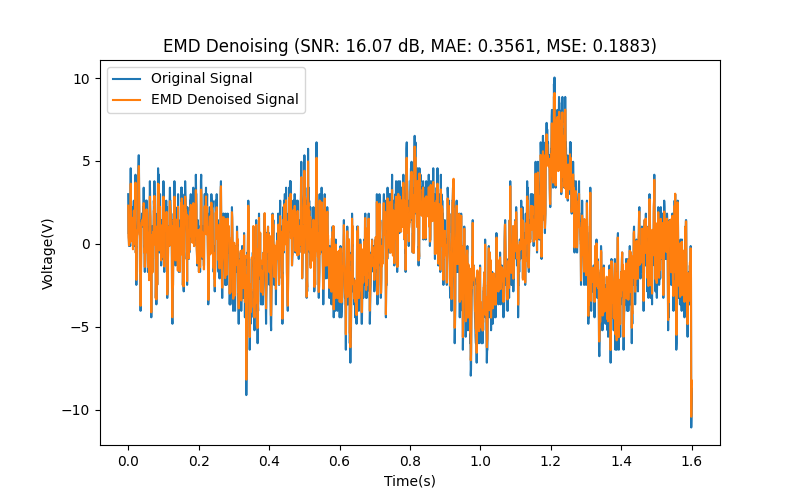 EMD Denoising (SNR: 16.07 dB, MAE: 0.3561, MSE: 0.1883)
Original Signal
EMD Denoised Signal
10
5
0
−5
−10
Voltage(V)
0.0 0.2 0.4 0.6 0.8 1.0 1.2 1.4 1.6
Time(s)